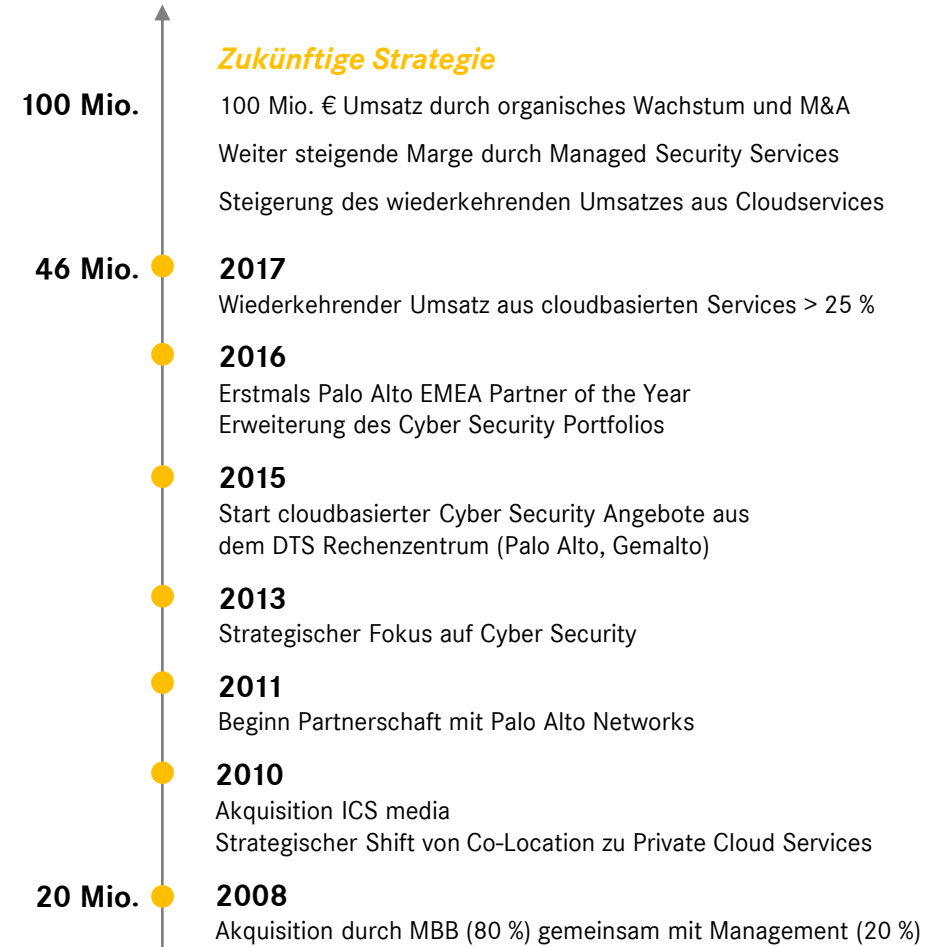 Zukünftige Strategie
100 Mio.
100 Mio. € Umsatz durch organisches Wachstum und M&A
Weiter steigende Marge durch Managed Security Services
Steigerung des wiederkehrenden Umsatzes aus Cloudservices
46 Mio.
2017
Wiederkehrender Umsatz aus cloudbasierten Services > 25 %
2016
Erstmals Palo Alto EMEA Partner of the Year
Erweiterung des Cyber Security Portfolios
2015
Start cloudbasierter Cyber Security Angebote aus
dem DTS Rechenzentrum (Palo Alto, Gemalto)
2013
Strategischer Fokus auf Cyber Security
2011
Beginn Partnerschaft mit Palo Alto Networks
2010
Akquisition ICS media
Strategischer Shift von Co-Location zu Private Cloud Services
20 Mio.
2008
Akquisition durch MBB (80 %) gemeinsam mit Management (20 %)